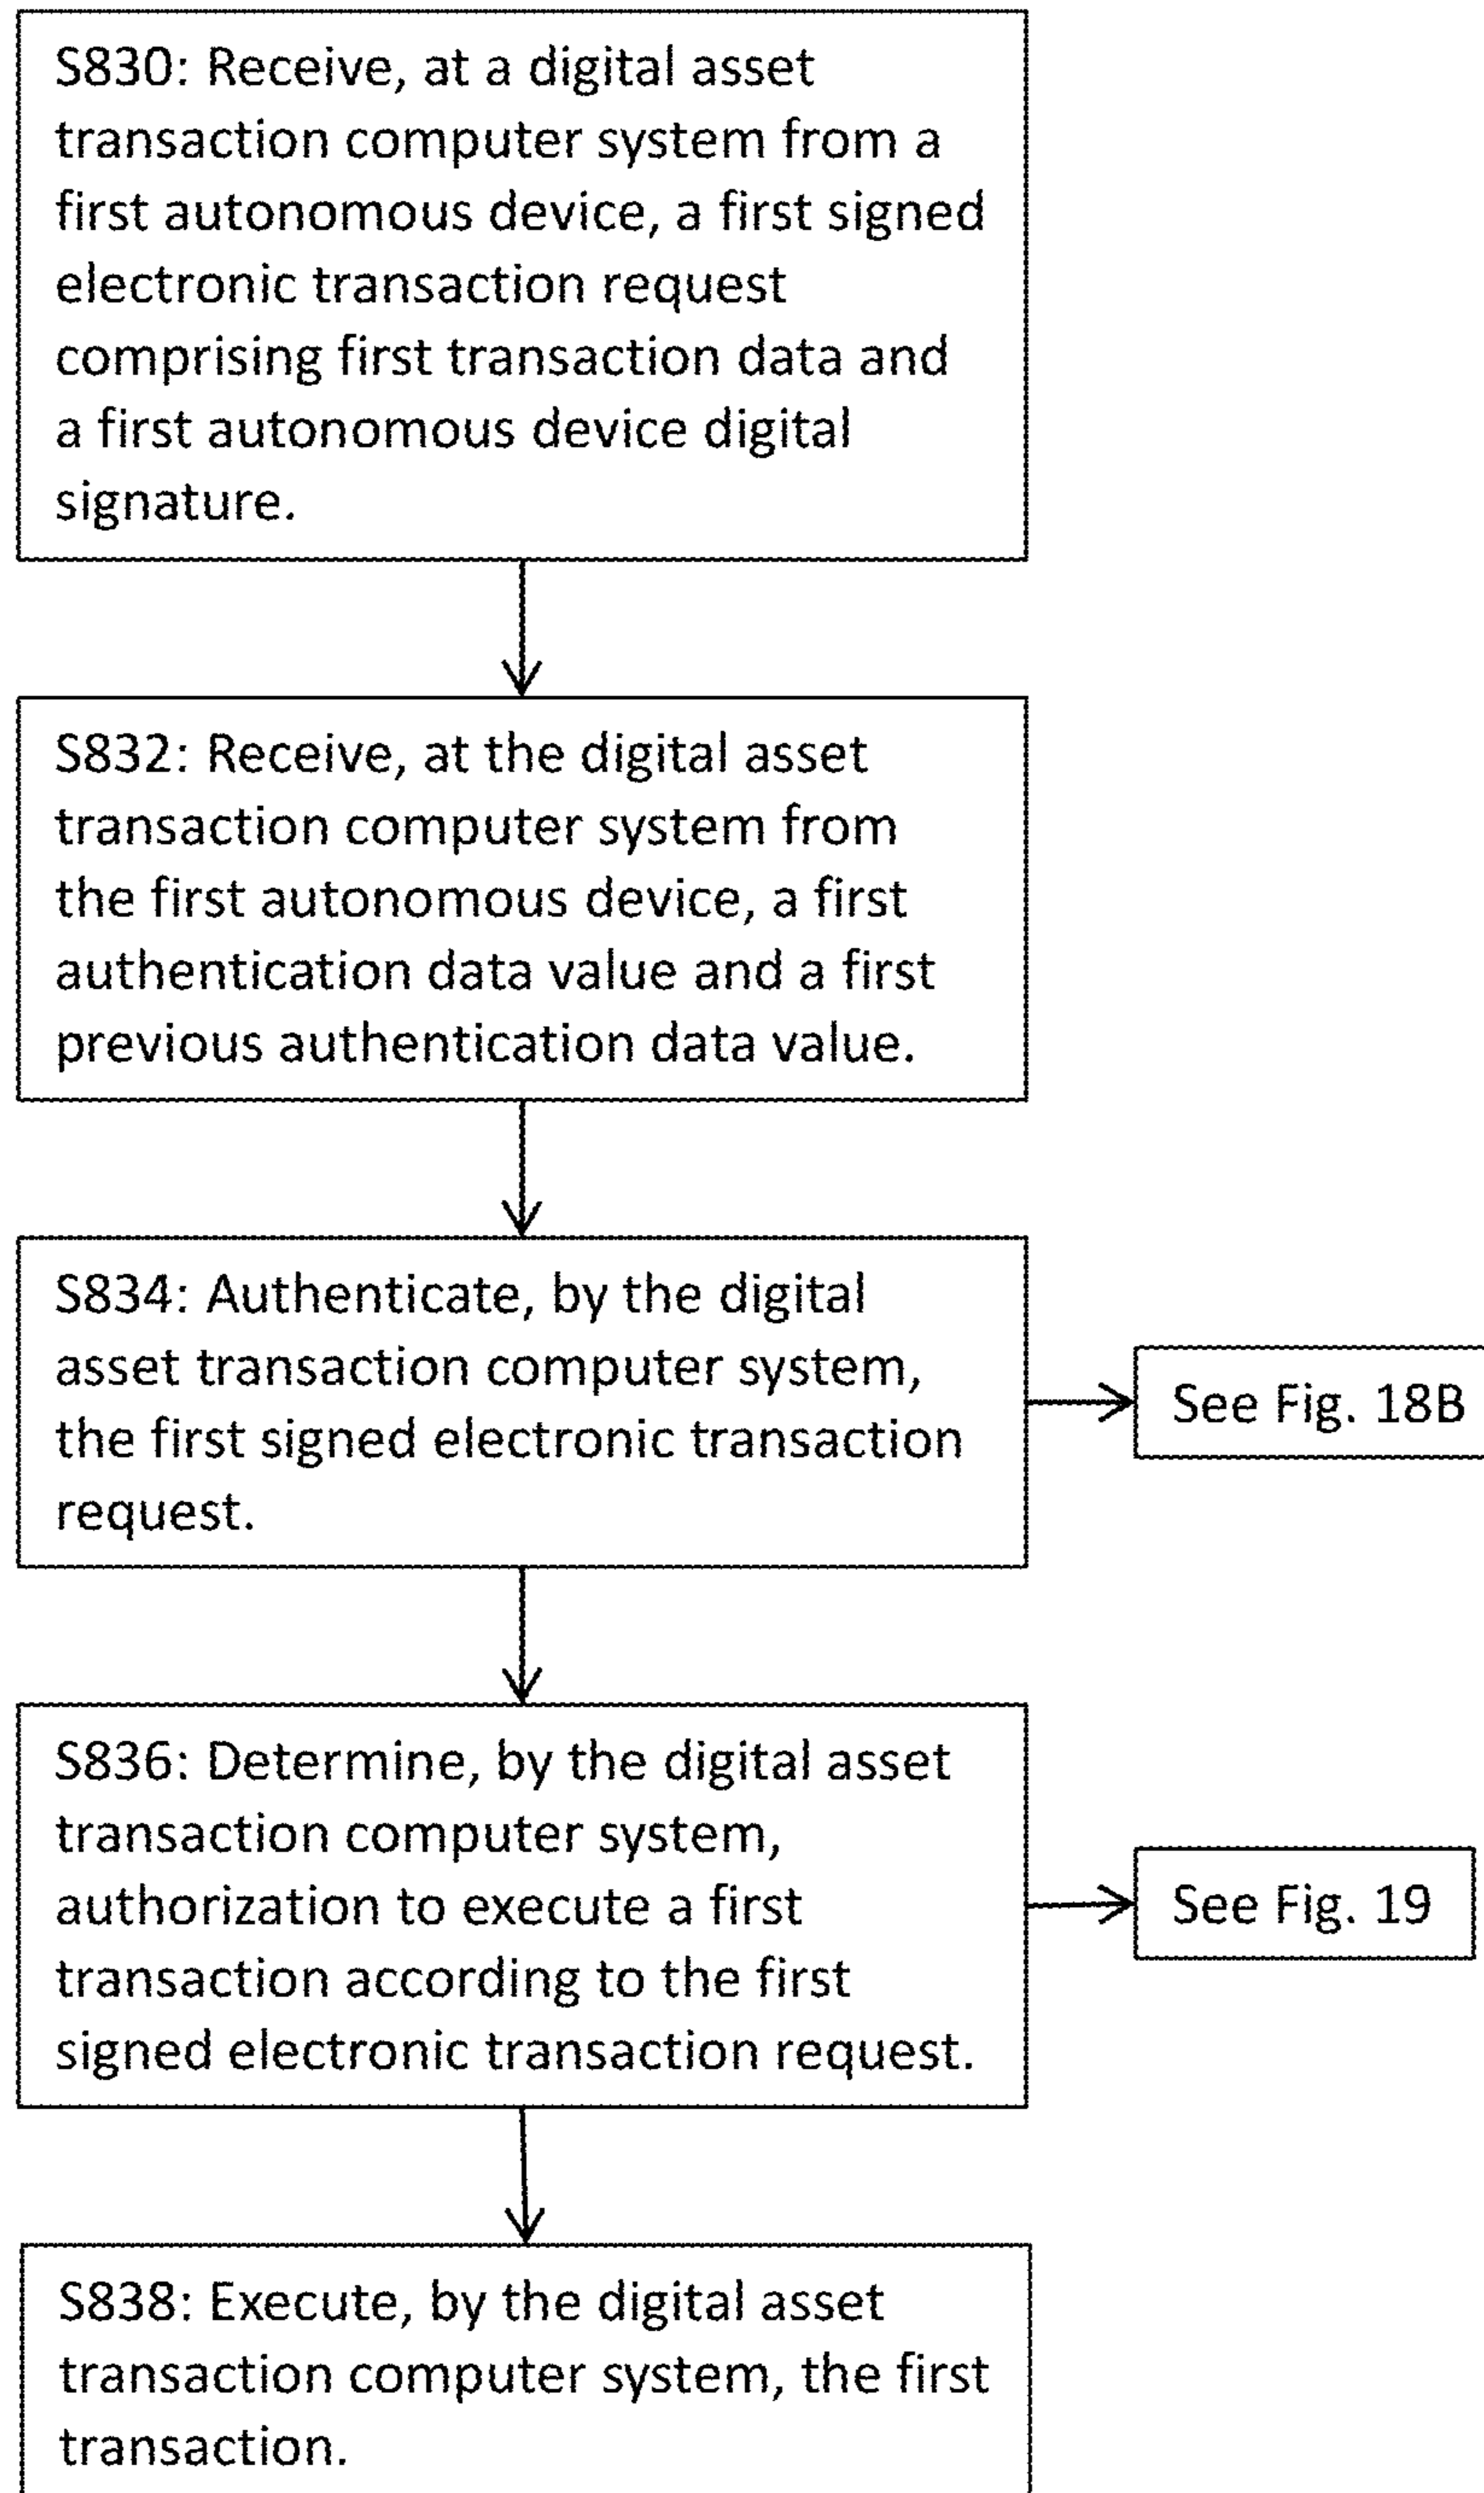 S830: Receive, at a digital asset
transaction computer system from a
first autonomous device, a first signed
electronic transaction request
comprising first transaction data and
a first autonomous device digital
signature.
S832: Receive, at the digital asset
transaction computer system from
the first autonomous device, a first
authentication data value and a first
previous authentication data value.
S834: Authenticate, by the digital
asset transaction computer system,
the first signed electronic transaction
request.
See Fig. 18B
S836: Determine, by the digital asset
transaction computer system,
authorization to execute a first
transaction according to the first
signed electronic transaction request.
See Fig. 19
S838: Execute, by the digital asset
transaction computer system, the first
transaction.